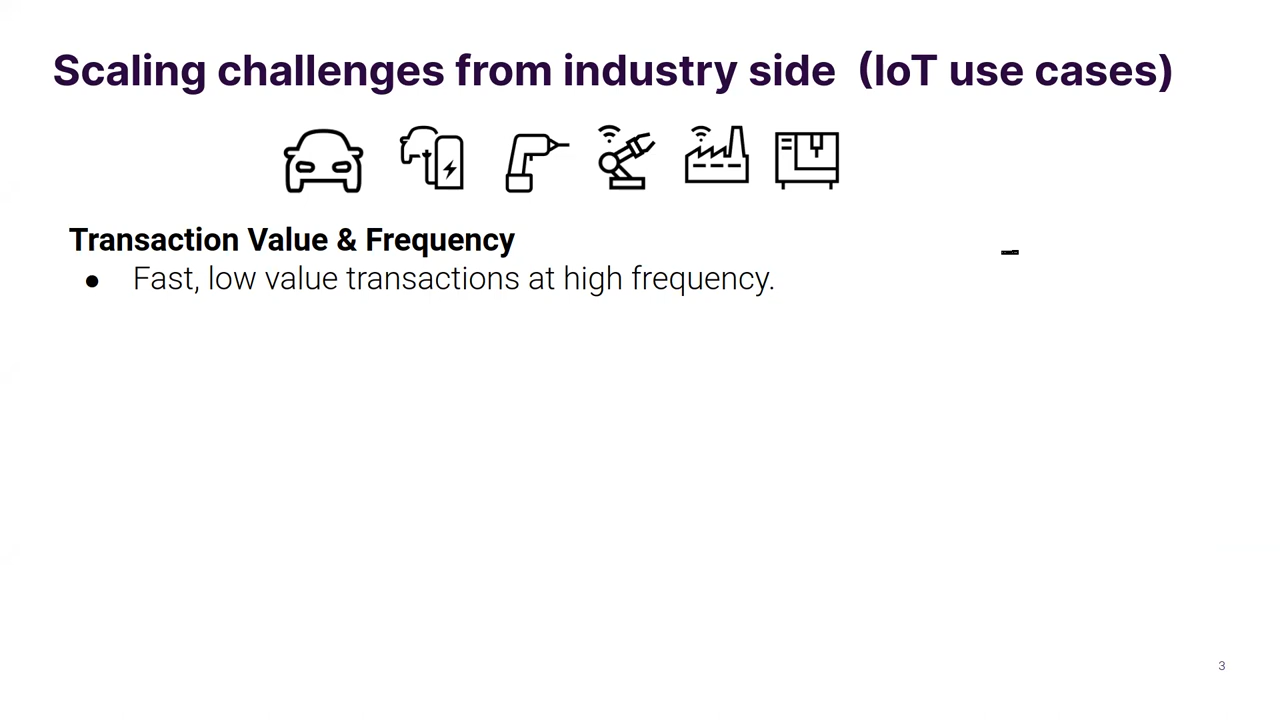 Scaling challenges from industry side (IoT use cases)
Transaction Value & Frequency
● Fast, low value transactions at high frequency.
3